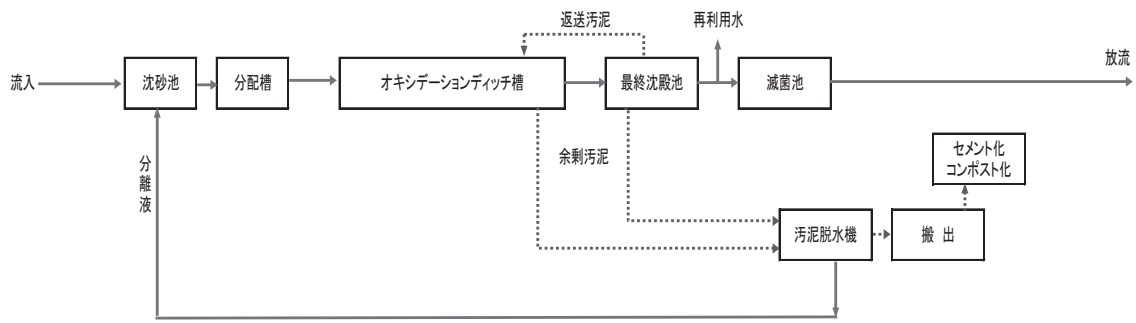 返送汚泥
再利用水
放流
流入
沈砂池
分配槽
オキシデーションディッチ槽
最終沈殿池
滅菌池
分離液
余剰汚泥
セメント化
コンポスト化
汚泥脱水機
搬 出